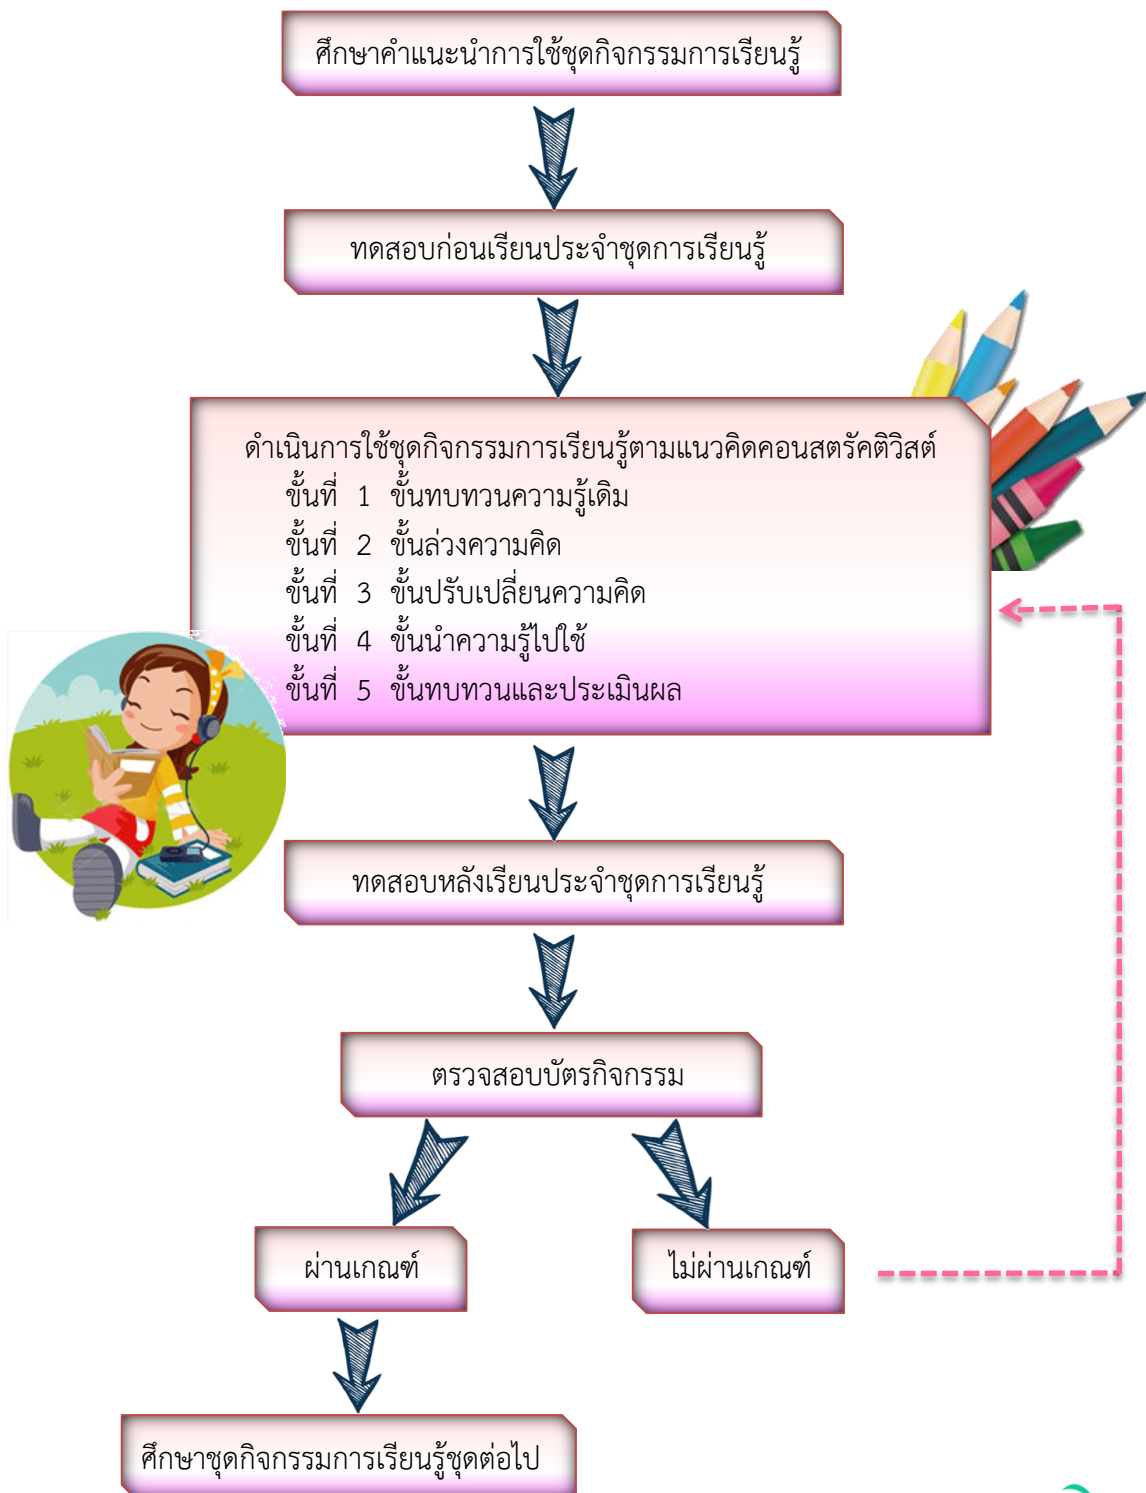 ศึกษาคำแนะนำการใช้ชุดกิจกรรมการเรียนรู้
ทดสอบก่อนเรียนประจำชุดการเรียนรู้
ดำเนินการใช้ชุดกิจกรรมการเรียนรู้ตามแนวคิดคอนสตรัคติวิสต์
ขั้นที่ 1 ขั้นทบทวนความรู้เดิม
ขั้นที่ 2 ขั้นล่วงความคิด
ขั้นที่ 3 ขั้นปรับเปลี่ยนความคิด
ขั้นที่ 4 ขั้นนำความรู้ไปใช้
ขั้นที่ 5 ขั้นทบทวนและประเมินผล
ทดสอบหลังเรียนประจำชุดการเรียนรู้
ตรวจสอบบัตรกิจกรรม
ผ่านเกณฑ์
ไม่ผ่านเกณฑ์
ศึกษาชุดกิจกรรมการเรียนรู้ชุดต่อไป